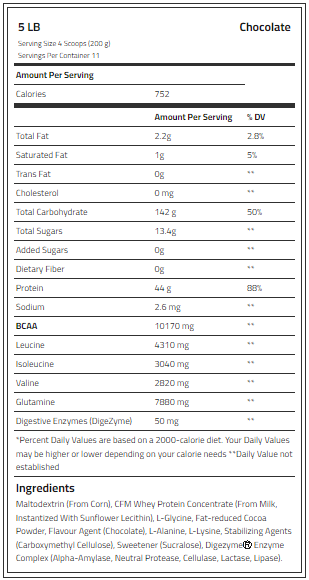 5 LB Chocolate
Serving Size 4 Scoops (200 g)
Servings Per Container 11
Amount Per Serving
Calories 752
Amount Per Serving % DV
Total Fat 2.2g 2.8%
Saturated Fat 1g 5%
Trans Fat 0g **
Cholesterol 0 mg **
Total Carbohydrate 142 g 50%
Total Sugars 13.4g **
Added Sugars 0g **
Dietary Fiber 0g **
Protein 44 g 88%
Sodium 2.6 mg **
BCAA 10170 mg **
Leucine 4310 mg **
Isoleucine 3040 mg **
Valine 2820 mg **
Glutamine 7880 mg **
Digestive Enzymes (DigeZyme) 50 mg **
*Percent Daily Values are based on a 2000-calorie diet. Your Daily Values
may be higher or lower depending on your calorie needs **Daily Value not
established
Ingredients
Maltodextrin (From Corn), CFM Whey Protein Concentrate (From Milk,
Instantized With Sunflower Lecithin), L-Glycine, Fat-reduced Cocoa
Powder, Flavour Agent (Chocolate), L-Alanine, L-Lysine, Stabilizing Agents
(Carboxymethyl Cellulose), Sweetener (Sucralose), Digezyme® Enzyme
Complex (Alpha-Amylase, Neutral Protease, Cellulase, Lactase, Lipase).